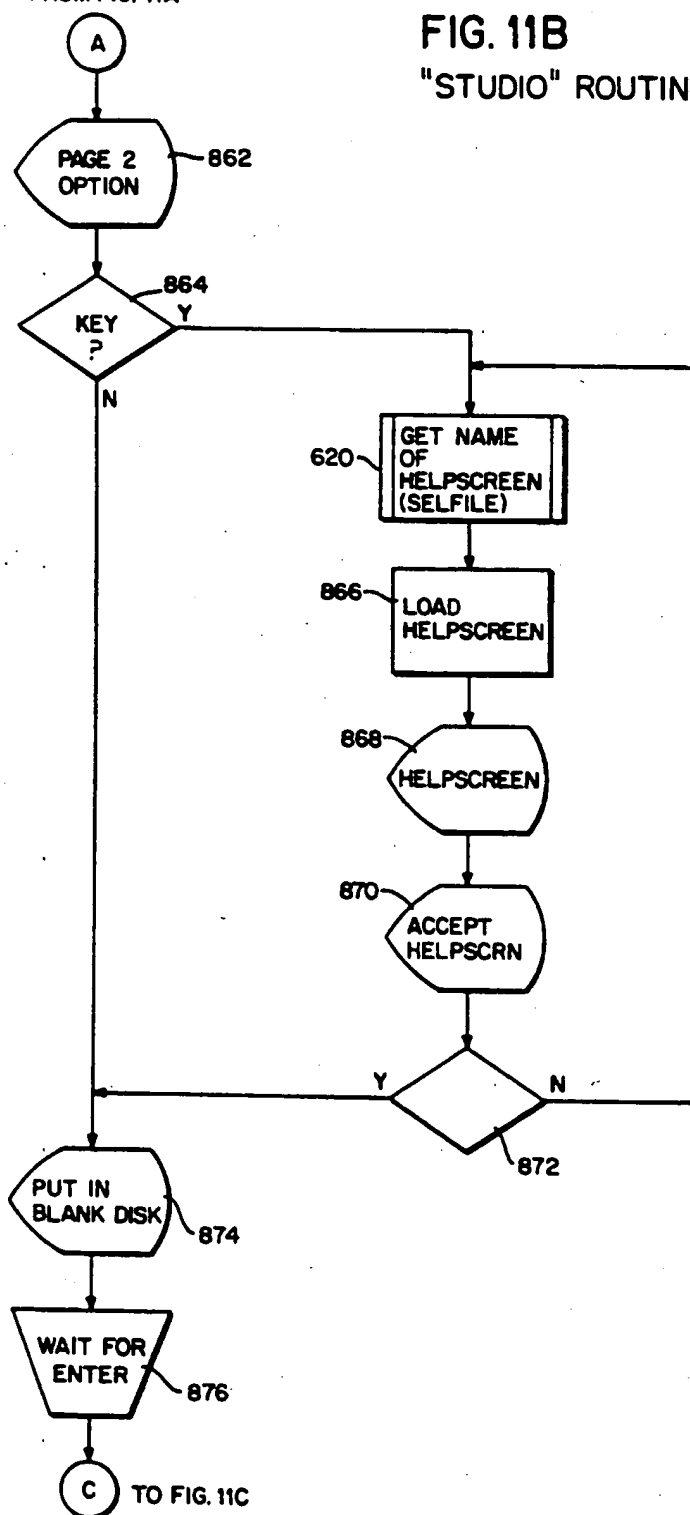 FIG. 11B
"STUDIO" ROUTIN
A
PAGE 2
OPTION
862
864
KEY
?
Y
N
620
GET NAME
OF
HELPSCREEN
(SELFILE)
866
LOAD
HELPSCREEN
868
HELPSCREEN
870
ACCEPT
HELPSCRN
Y
N
872
PUT IN
BLANK DISK
874
WAIT FOR
ENTER
876
C
TO FIG. 11C